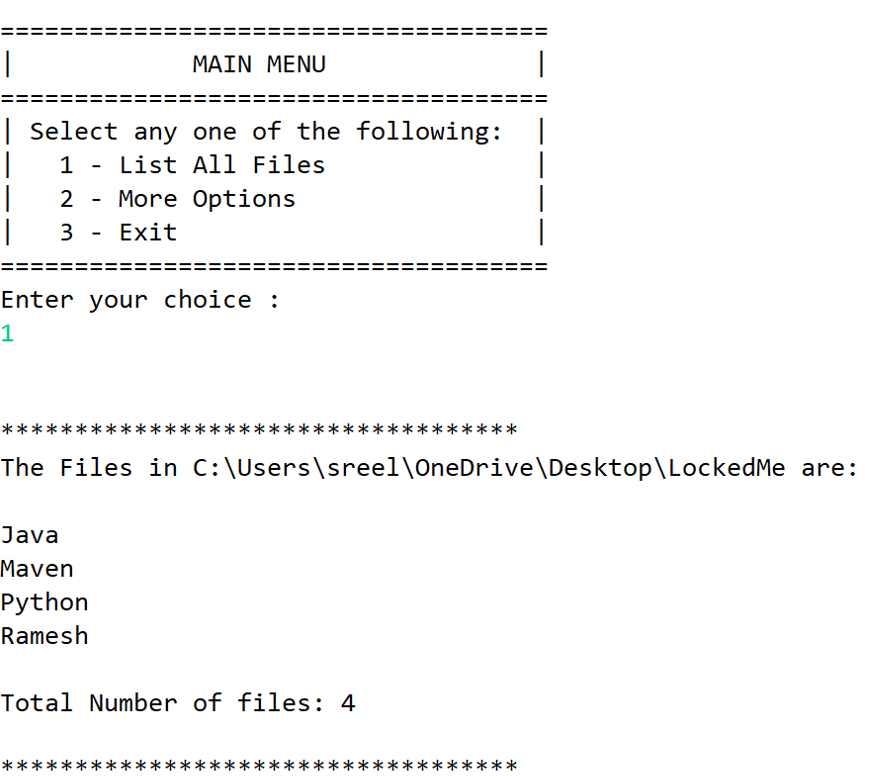 =====================================
|            MAIN MENU              |
=====================================
| Select any one of the following:  |
|   1 - List All Files              |
|   2 - More Options                |
|   3 - Exit                        |
=====================================
Enter your choice :
1
***********************************
The Files in C:\Users\sreel\OneDrive\Desktop\LockedMe are:
Java
Maven
Python
Ramesh
Total Number of files: 4
***********************************